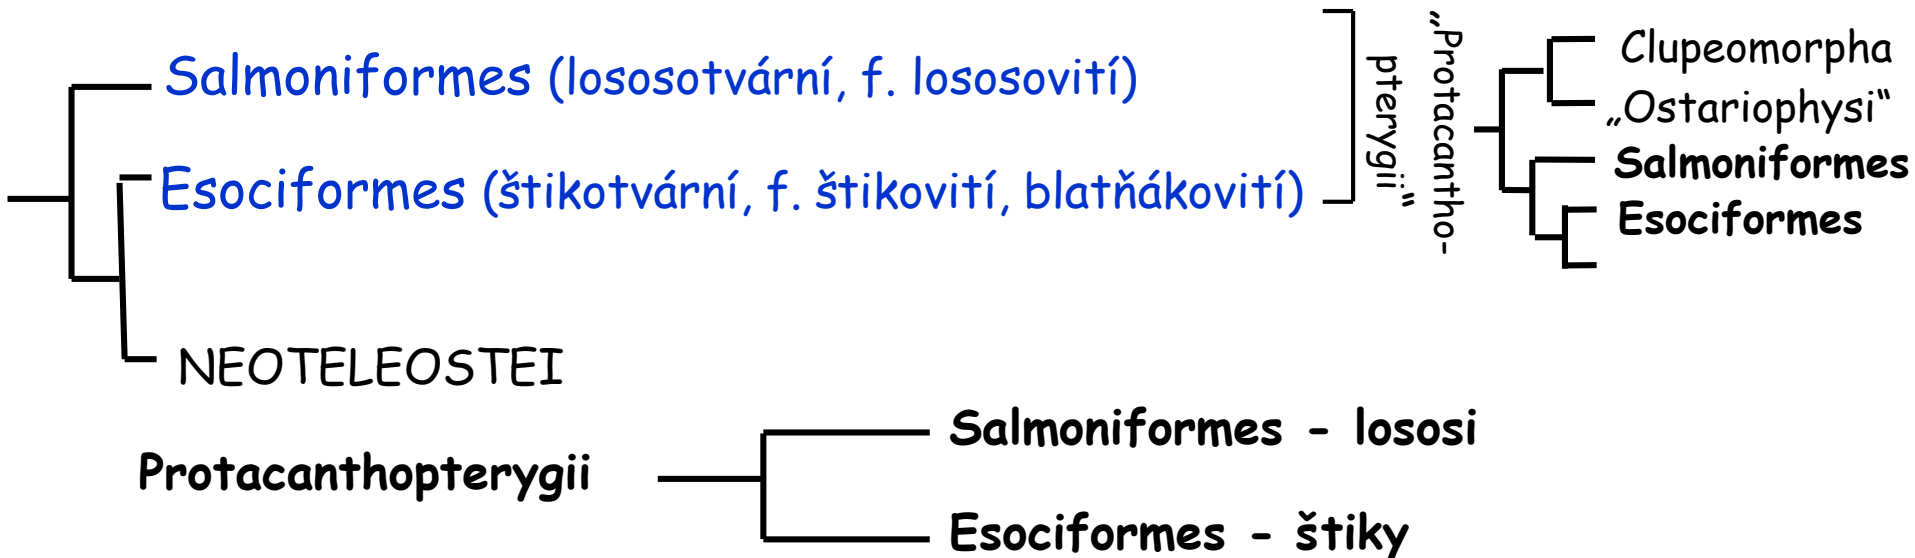 Salmoniformes (lososotvární, f. lososovití)
Esociformes (štikotvární, f. štikovití, blatňákovití)
„Protacantho-
pterygii“
Clupeomorpha
„Ostariophysi“
Salmoniformes
Esociformes
NEOTELEOSTEI
Protacanthopterygii
Salmoniformes - lososi
Esociformes - štiky